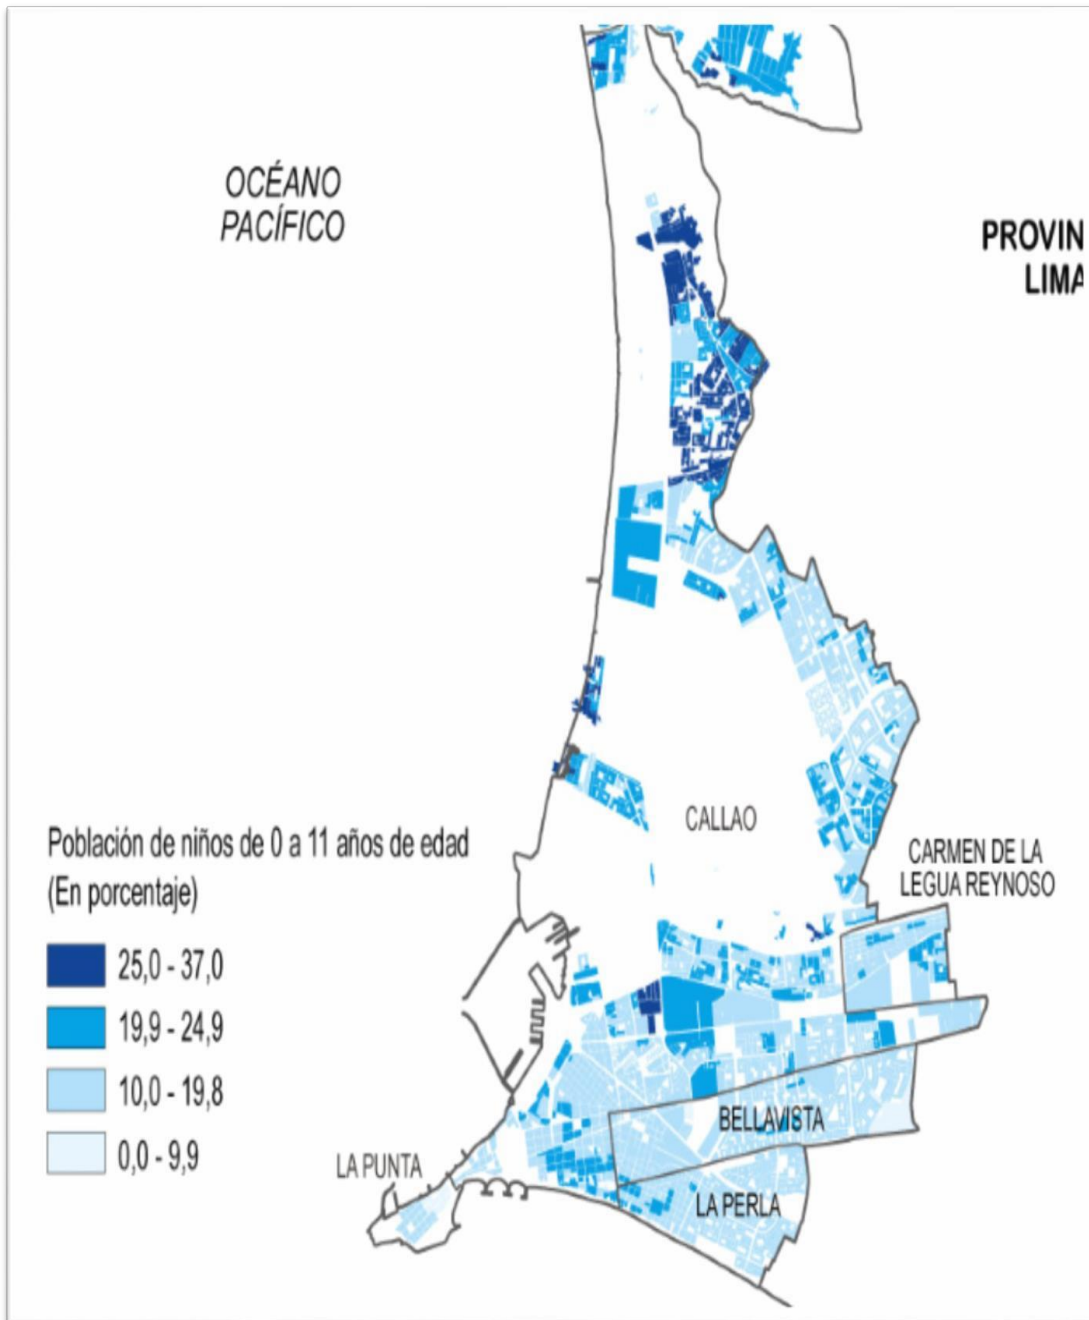 OCÉANO
PACÍFICO
PROVIN
LIMA
CALLAO
CARMEN DE LA
LEGUA REYNOSO
Población de niños de 0 a 11 años de edad
(En porcentaje)
25,0 - 37,0
19,9 - 24,9
10,0 - 19,8
0,0 - 9,9
BELLAVISTA
LA PUNTA
LA PERLA